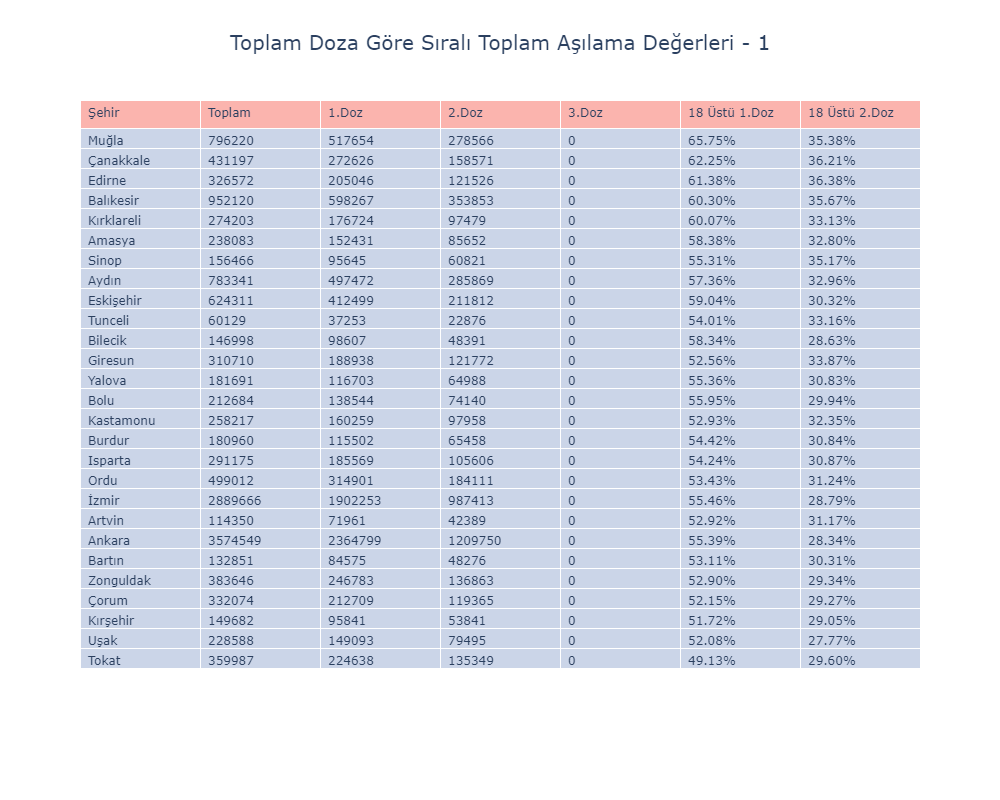 Toplam Doza Göre Sıralı Toplam Aşılama Değerleri - 1
Şehir Toplam 1.Doz 2.Doz 3.Doz 18 Üstü 1.Doz 18 Üstü 2.Doz
Muğla 796220 517654 278566 0 65.75% 35.38%
Çanakkale 431197 272626 158571 0 62.25% 36.21%
Edirne 326572 205046 121526 0 61.38% 36.38%
Balıkesir 952120 598267 353853 0 60.30% 35.67%
Kırklareli 274203 176724 97479 0 60.07% 33.13%
Amasya 238083 152431 85652 0 58.38% 32.80%
Sinop 156466 95645 60821 0 55.31% 35.17%
Aydın 783341 497472 285869 0 57.36% 32.96%
Eskişehir 624311 412499 211812 0 59.04% 30.32%
Tunceli 60129 37253 22876 0 54.01% 33.16%
Bilecik 146998 98607 48391 0 58.34% 28.63%
Giresun 310710 188938 121772 0 52.56% 33.87%
Yalova 181691 116703 64988 0 55.36% 30.83%
Bolu 212684 138544 74140 0 55.95% 29.94%
Kastamonu 258217 160259 97958 0 52.93% 32.35%
Burdur 180960 115502 65458 0 54.42% 30.84%
Isparta 291175 185569 105606 0 54.24% 30.87%
Ordu 499012 314901 184111 0 53.43% 31.24%
İzmir 2889666 1902253 987413 0 55.46% 28.79%
Artvin 114350 71961 42389 0 52.92% 31.17%
Ankara 3574549 2364799 1209750 0 55.39% 28.34%
Bartın 132851 84575 48276 0 53.11% 30.31%
Zonguldak 383646 246783 136863 0 52.90% 29.34%
Çorum 332074 212709 119365 0 52.15% 29.27%
Kırşehir 149682 95841 53841 0 51.72% 29.05%
Uşak 228588 149093 79495 0 52.08% 27.77%
Tokat 359987 224638 135349 0 49.13% 29.60%